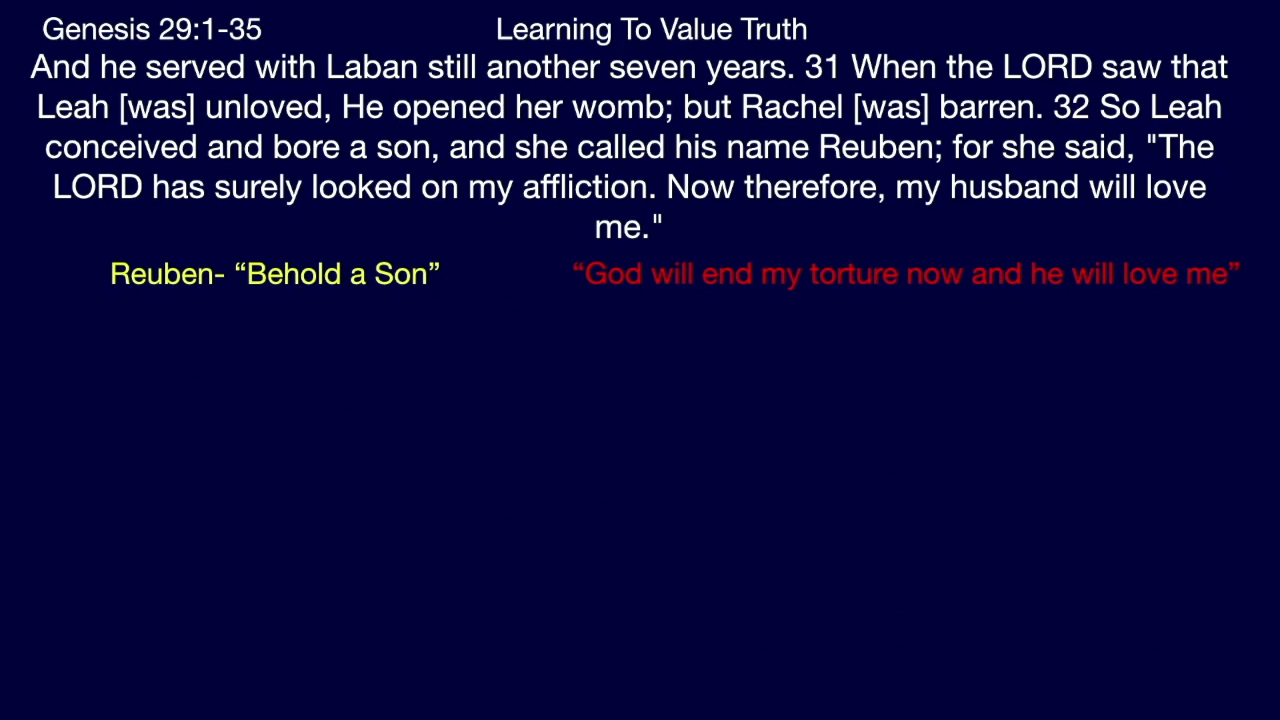 Genesis 29:1-35 Learning To Value Truth
And he served with Laban still another seven years. 31 When the LORD saw that
Leah [was] unloved, He opened her womb; but Rachel [was] barren. 32 So Leah
conceived and bore a son, and she called his name Reuben; for she said, "The
LORD has surely looked on my affliction. Now therefore, my husband will love
me."
Reuben- “Behold a Son” “God will end my torture now and he will love me”